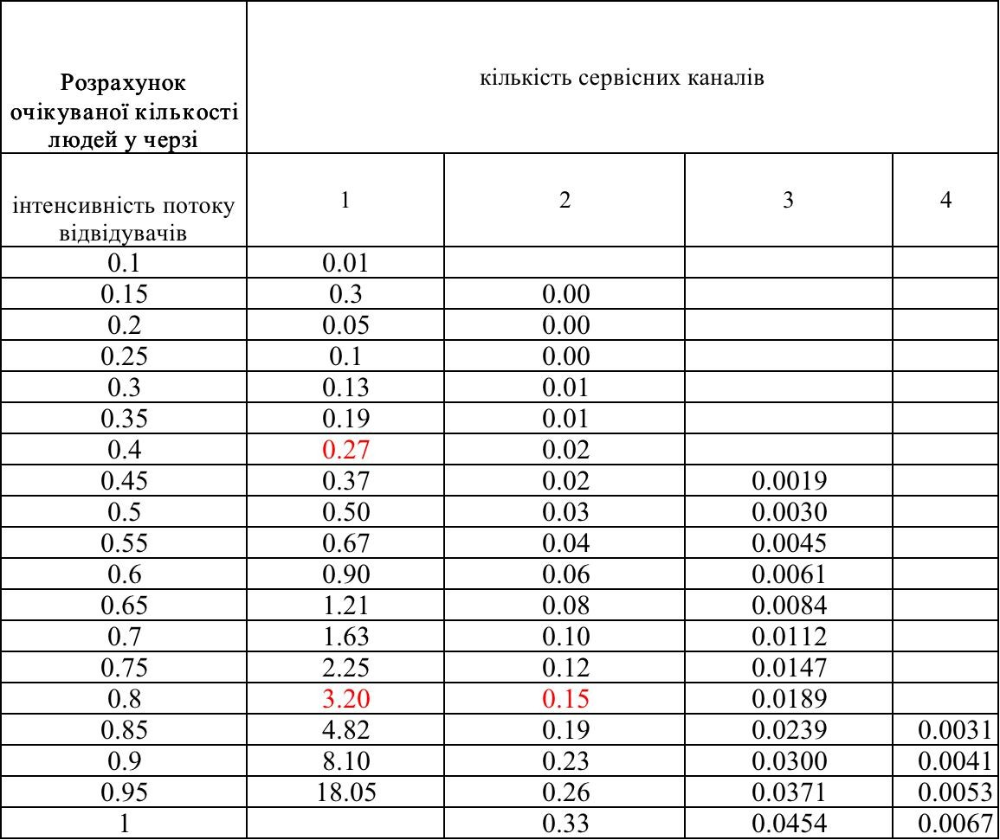 Розрахунок
очікуваної кількості
людей у черзі
кількість сервісних каналів
інтенсивність потоку
відвідувачів
1 2 3 4
0.1 0.01
0.15 0.3 0.00
0.2 0.05 0.00
0.25 0.1 0.00
0.3 0.13 0.01
0.35 0.19 0.01
0.4 0.27 0.02
0.45 0.37 0.02 0.0019
0.5 0.50 0.03 0.0030
0.55 0.67 0.04 0.0045
0.6 0.90 0.06 0.0061
0.65 1.21 0.08 0.0084
0.7 1.63 0.10 0.0112
0.75 2.25 0.12 0.0147
0.8 3.20 0.15 0.0189
0.85 4.82 0.19 0.0239 0.0031
0.9 8.10 0.23 0.0300 0.0041
0.95 18.05 0.26 0.0371 0.0053
1 0.33 0.0454 0.0067